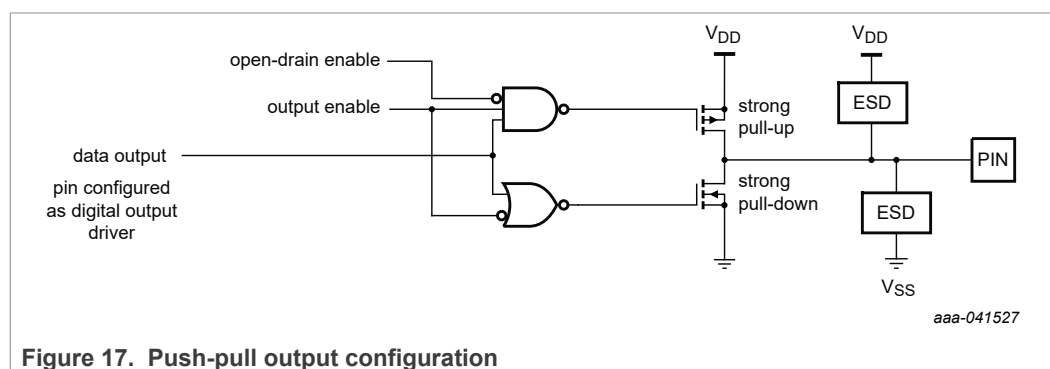 open-drain enable
output enable
data output
pin configured
as digital output
driver
VDD
strong
pull-up
strong
pull-down
VDD
ESD
ESD
VSS
PIN
aaa-041527
Figure 17. Push-pull output configuration